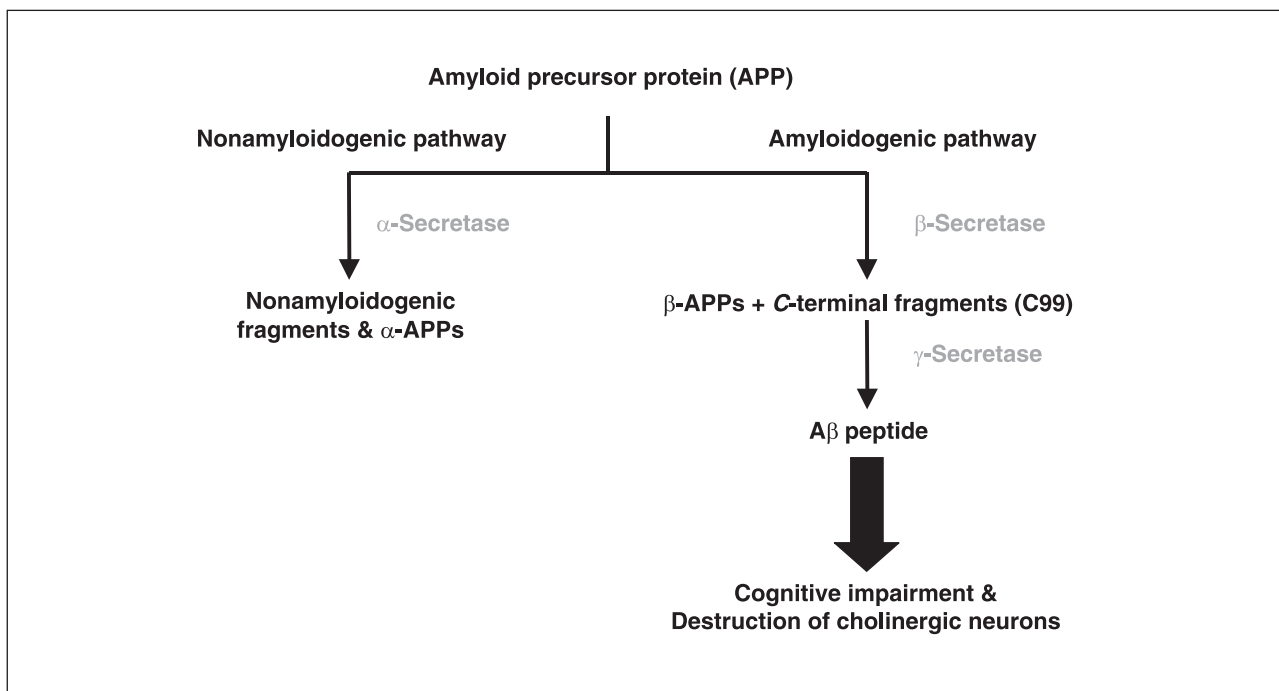 Amyloid precursor protein (APP)
Nonamyloidogenic pathway
Amyloidogenic pathway
α-Secretase
β-Secretase
Nonamyloidogenic
fragments & α-APPs
β-APPs + C-terminal fragments (C99)
γ-Secretase
Aβ peptide
Cognitive impairment &
Destruction of cholinergic neurons